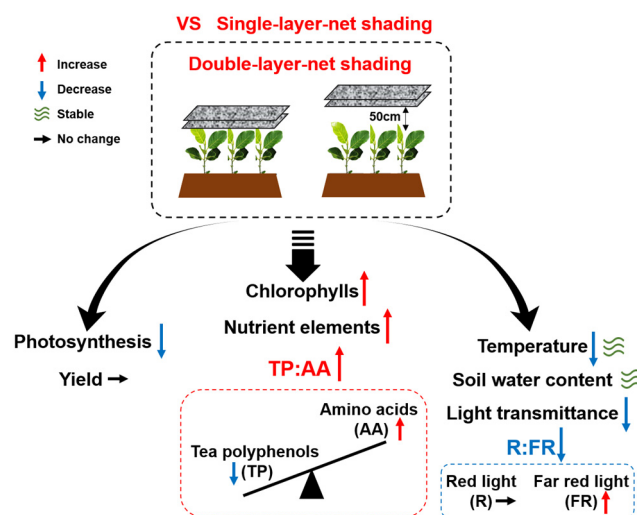 VS Single-layer-net shading
Double-layer-net shading
Increase
Decrease
Stable
No change
50cm
Chlorophylls
Nutrient elements
TP:AA
Photosynthesis
Yield
Temperature
Soil water content
Light transmittance
R:FR
Amino acids
(AA)
Tea polyphenols
(TP)
Red light
(R)
Far red light
(FR)